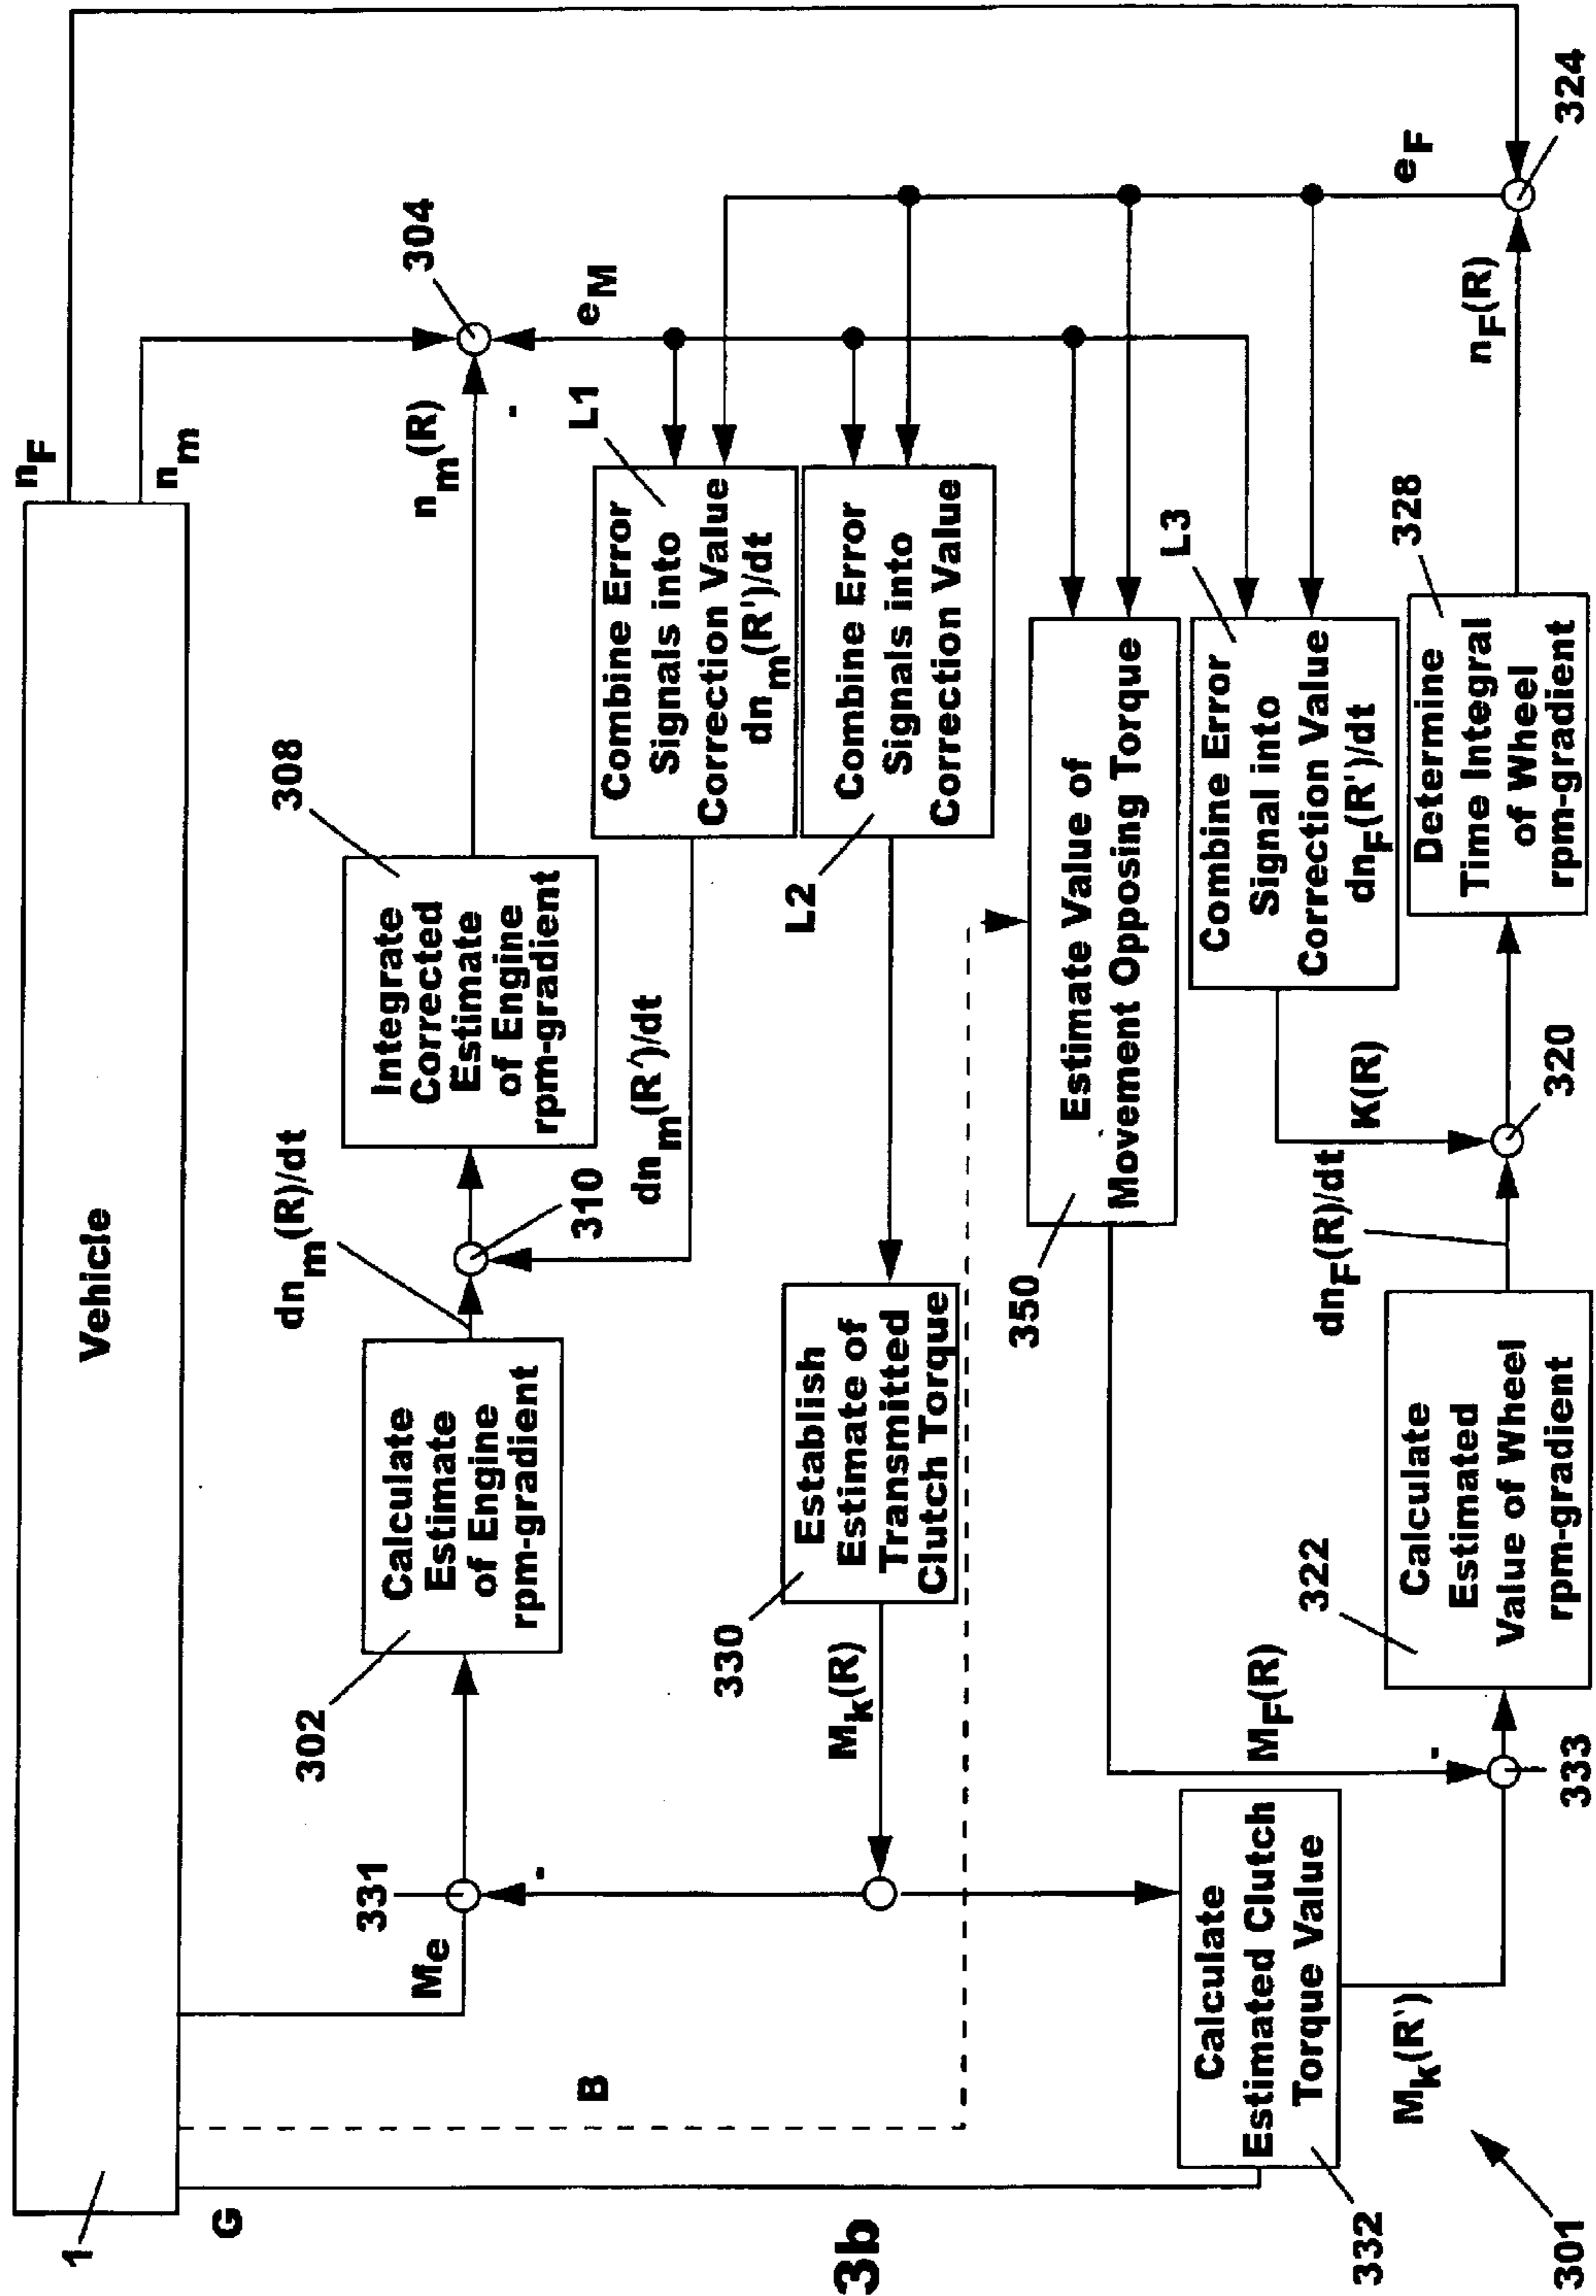 n_F
n_m
Vehicle
1
G
B
Me
331
-
302
Calculate
Estimate
of Engine
rpm-gradient
dn_m(R)/dt
310
dn_m(R')/dt
308
Integrate
Corrected
Estimate
of Engine
rpm-gradient
n_m(R)
-
304
e_M
L1
Combine Error
Signals into
Correction Value
dn_m(R')/dt
Combine Error
Signals into
Correction Value
L2
330
Establish
Estimate of
Transmitted
Clutch Torque
M_k(R)
350
Estimate Value of
Movement Opposing Torque
L3
Combine Error
Signal into
Correction Value
dn_F(R')/dt
K(R)
e_F
3b
332
Calculate
Estimated Clutch
Torque Value
M_k(R')
M_F(R)
-
333
322
Calculate
Estimated
Value of Wheel
rpm-gradient
dn_F(R)/dt
320
328
Determine
Time Integral
of Wheel
rpm-gradient
n_F(R)
324
301